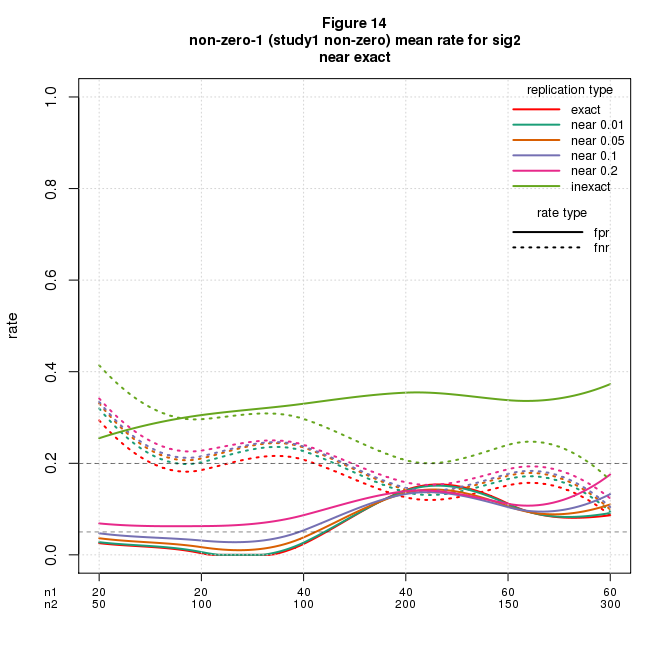 Figure 14
non-zero-1 (study1 non-zero) mean rate for sig2
near exact
replication type
exact
near 0.01
near 0.05
near 0.1
near 0.2
inexact
rate type
fpr
fnr
rate
1.0
0.8
0.6
0.4
0.2
0.0
n1 20 20 40 40 60 60
n2 50 100 100 200 150 300